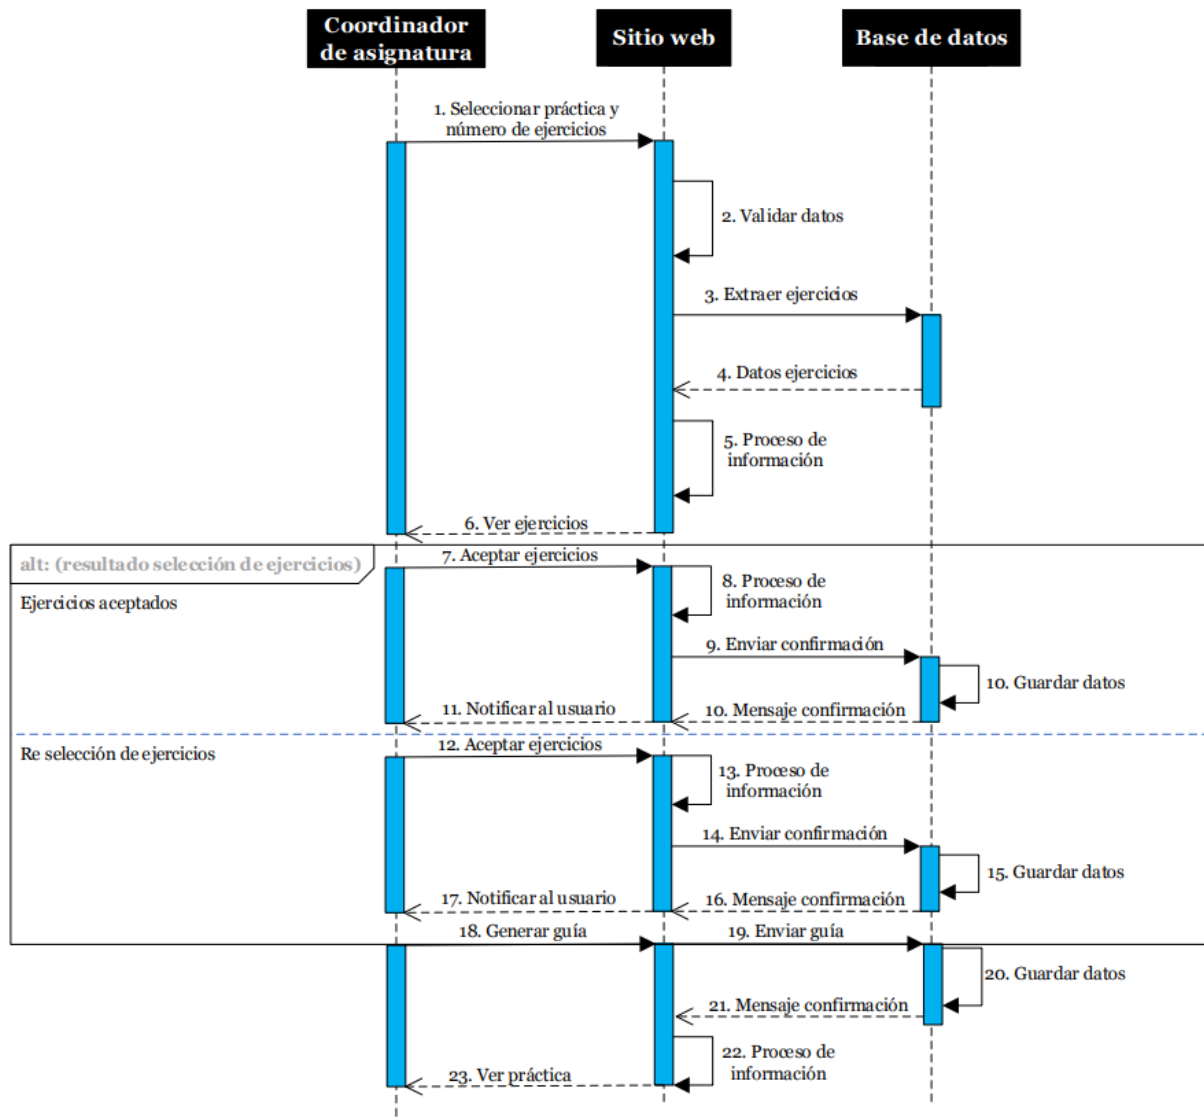 Coordinador
de asignatura
Sitio web
Base de datos
1. Seleccionar práctica y
número de ejercicios
2. Validar datos
3. Extraer ejercicios
4. Datos ejercicios
5. Proceso de
información
6. Ver ejercicios
alt: (resultado selección de ejercicios)
7. Aceptar ejercicios
8. Proceso de
información
Ejercicios aceptados
9. Enviar confirmación
10. Guardar datos
11. Notificar al usuario
10. Mensaje confirmación
Re selección de ejercicios
12. Aceptar ejercicios
13. Proceso de
información
14. Enviar confirmación
15. Guardar datos
17. Notificar al usuario
16. Mensaje confirmación
18. Generar guía
19. Enviar guía
20. Guardar datos
21. Mensaje confirmación
22. Proceso de
información
23. Ver práctica